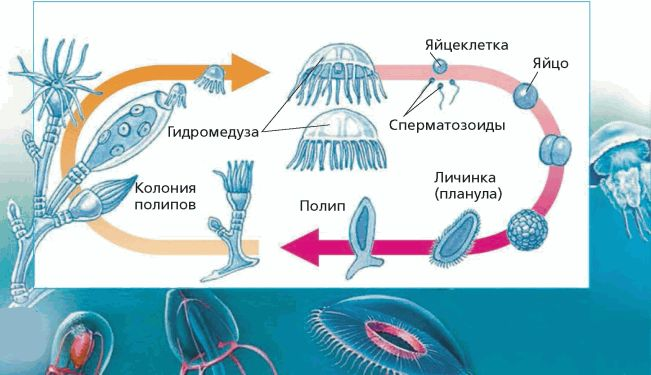 Яйцеклетка
Яйцо
Гидромедуза
Сперматозоиды
Колония
полипов
Полип
Личинка
(планула)